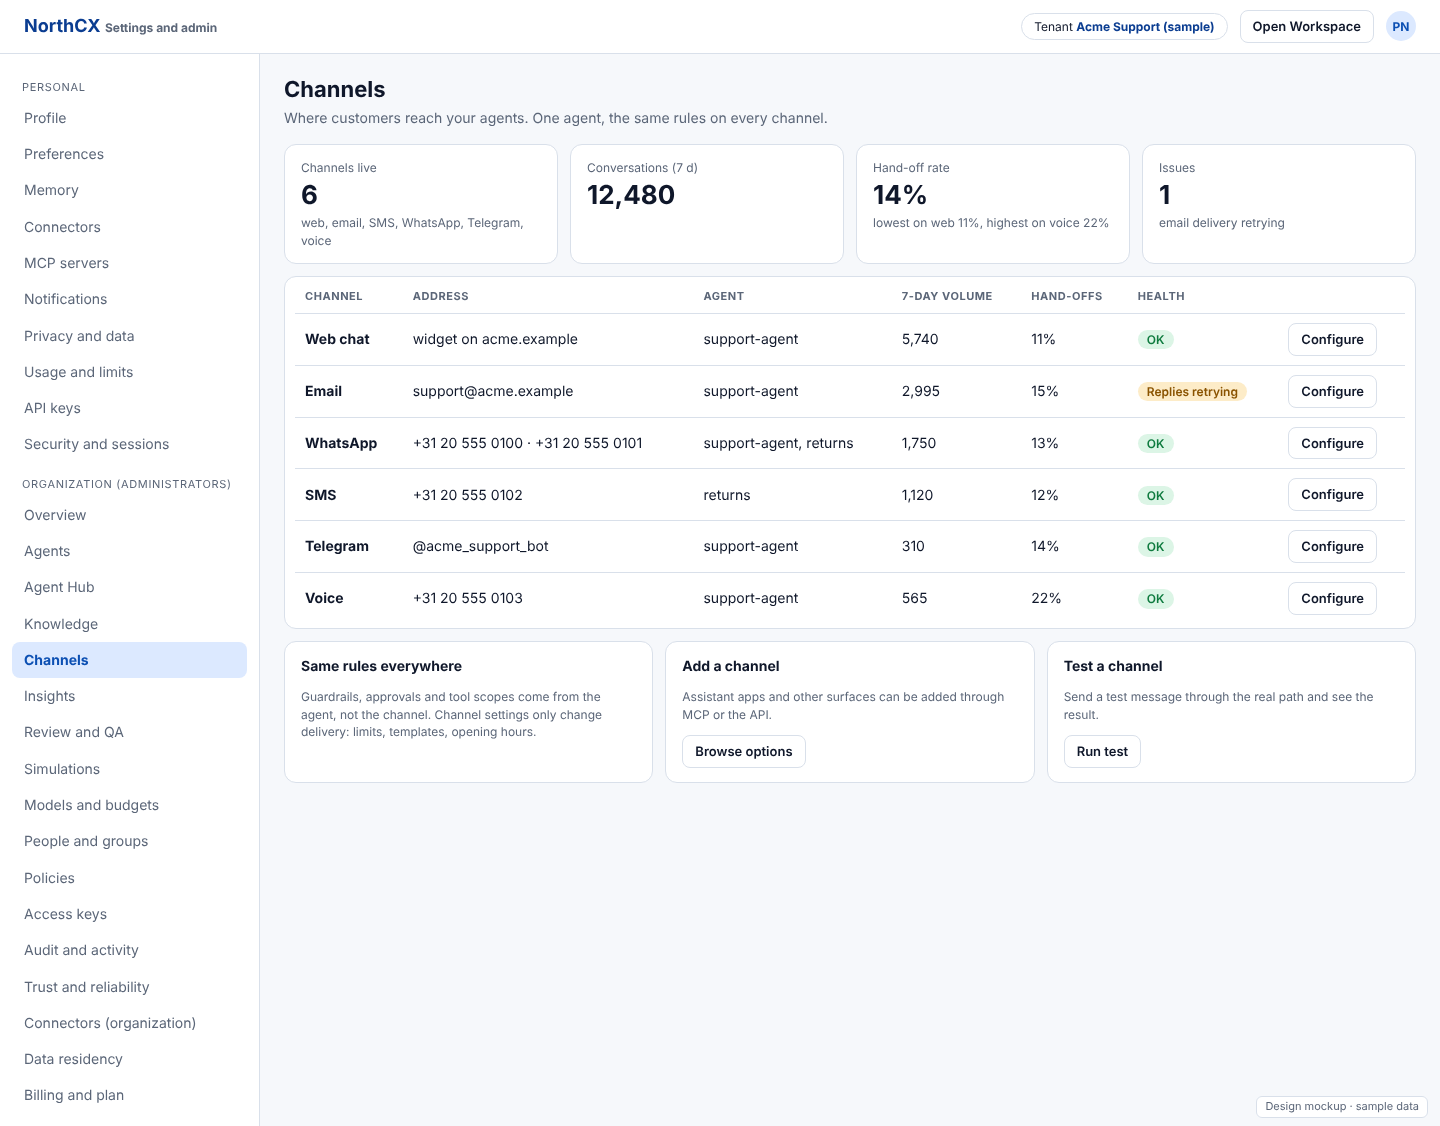 NorthCX Settings and admin
Tenant Acme Support (sample)
Open Workspace
PN
PERSONAL
Profile
Preferences
Memory
Connectors
MCP servers
Notifications
Privacy and data
Usage and limits
API keys
Security and sessions
ORGANIZATION (ADMINISTRATORS)
Overview
Agents
Agent Hub
Knowledge
Channels
Insights
Review and QA
Simulations
Models and budgets
People and groups
Policies
Access keys
Audit and activity
Trust and reliability
Connectors (organization)
Data residency
Billing and plan
Channels
Where customers reach your agents. One agent, the same rules on every channel.
Channels live
6
web, email, SMS, WhatsApp, Telegram,
voice
Conversations (7 d)
12,480
Hand-off rate
14%
lowest on web 11%, highest on voice 22%
Issues
1
email delivery retrying
CHANNEL ADDRESS AGENT 7-DAY VOLUME HAND-OFFS HEALTH
Web chat widget on acme.example support-agent 5,740 11% OK Configure
Email support@acme.example support-agent 2,995 15% Replies retrying Configure
WhatsApp +31 20 555 0100 · +31 20 555 0101 support-agent, returns 1,750 13% OK Configure
SMS +31 20 555 0102 returns 1,120 12% OK Configure
Telegram @acme_support_bot support-agent 310 14% OK Configure
Voice +31 20 555 0103 support-agent 565 22% OK Configure
Same rules everywhere
Guardrails, approvals and tool scopes come from the
agent, not the channel. Channel settings only change
delivery: limits, templates, opening hours.
Add a channel
Assistant apps and other surfaces can be added through
MCP or the API.
Browse options
Test a channel
Send a test message through the real path and see the
result.
Run test
Design mockup · sample data